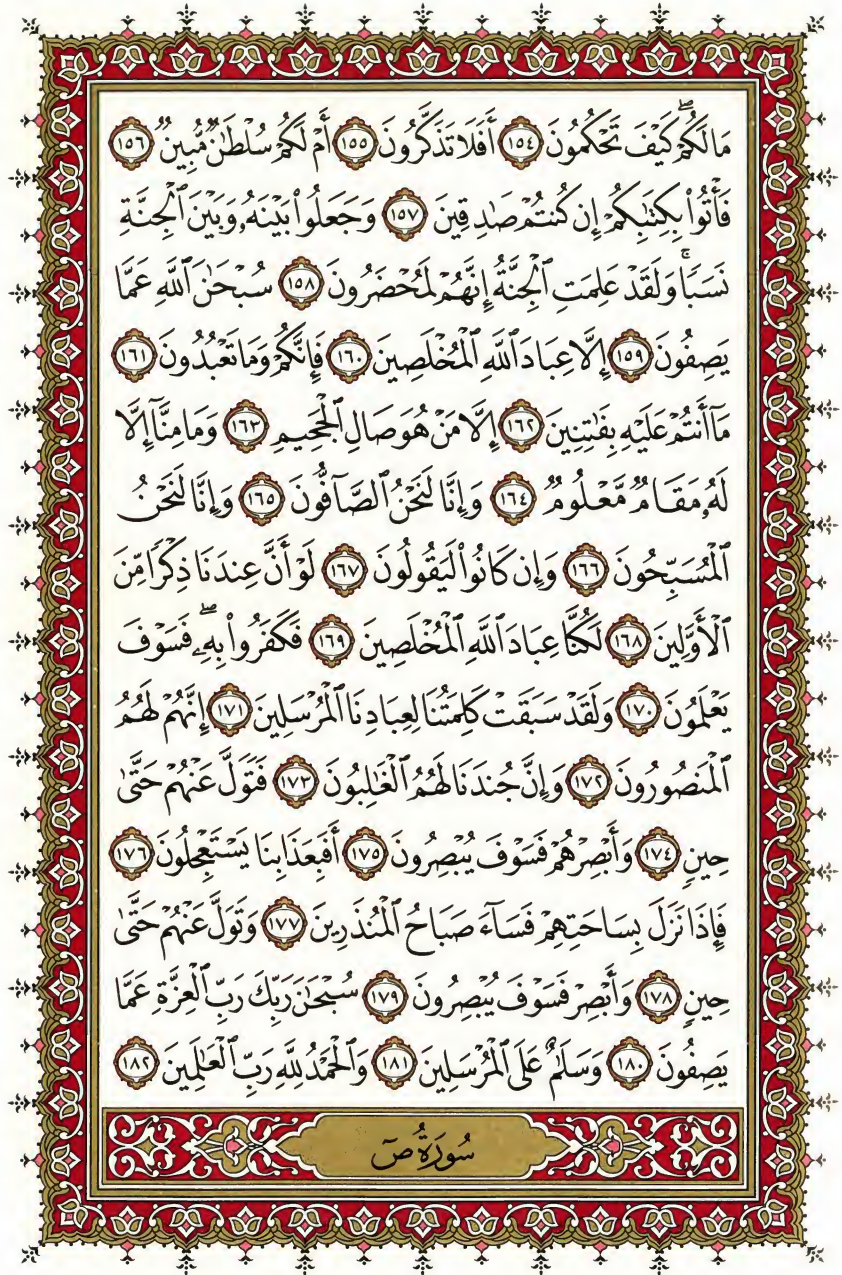 مَا لَكُمْ كَيْفَ تَحْكُمُونَ ١٥٤ أَفَلَا تَذَكَّرُونَ ١٥٥ أَمْ لَكُمْ سُلْطَٰنٌ مُّبِينٌ ١٥٦
فَأْتُوا۟ بِكِتَٰبِكُمْ إِن كُنتُمْ صَٰدِقِينَ ١٥٧ وَجَعَلُوا۟ بَيْنَهُۥ وَبَيْنَ ٱلْجِنَّةِ
نَسَبًا ۚ وَلَقَدْ عَلِمَتِ ٱلْجِنَّةُ إِنَّهُمْ لَمُحْضَرُونَ ١٥٨ سُبْحَٰنَ ٱللَّهِ عَمَّا
يَصِفُونَ ١٥٩ إِلَّا عِبَادَ ٱللَّهِ ٱلْمُخْلَصِينَ ١٦٠ فَإِنَّكُمْ وَمَا تَعْبُدُونَ ١٦١
مَآ أَنتُمْ عَلَيْهِ بِفَٰتِنِينَ ١٦٢ إِلَّا مَنْ هُوَ صَالِ ٱلْجَحِيمِ ١٦٣ وَمَا مِنَّآ إِلَّا
لَهُۥ مَقَامٌ مَّعْلُومٌ ١٦٤ وَإِنَّا لَنَحْنُ ٱلصَّآفُّونَ ١٦٥ وَإِنَّا لَنَحْنُ
ٱلْمُسَبِّحُونَ ١٦٦ وَإِن كَانُوا۟ لَيَقُولُونَ ١٦٧ لَوْ أَنَّ عِندَنَا ذِكْرًا مِّنَ
ٱلْأَوَّلِينَ ١٦٨ لَكُنَّا عِبَادَ ٱللَّهِ ٱلْمُخْلَصِينَ ١٦٩ فَكَفَرُوا۟ بِهِۦ ۖ فَسَوْفَ
يَعْلَمُونَ ١٧٠ وَلَقَدْ سَبَقَتْ كَلِمَتُنَا لِعِبَادِنَا ٱلْمُرْسَلِينَ ١٧١ إِنَّهُمْ لَهُمُ
ٱلْمَنصُورُونَ ١٧٢ وَإِنَّ جُندَنَا لَهُمُ ٱلْغَٰلِبُونَ ١٧٣ فَتَوَلَّ عَنْهُمْ حَتَّىٰ
حِينٍ ١٧٤ وَأَبْصِرْهُمْ فَسَوْفَ يُبْصِرُونَ ١٧٥ أَفَبِعَذَابِنَا يَسْتَعْجِلُونَ ١٧٦
فَإِذَا نَزَلَ بِسَاحَتِهِمْ فَسَآءَ صَبَاحُ ٱلْمُنذَرِينَ ١٧٧ وَتَوَلَّ عَنْهُمْ حَتَّىٰ
حِينٍ ١٧٨ وَأَبْصِرْ فَسَوْفَ يُبْصِرُونَ ١٧٩ سُبْحَٰنَ رَبِّكَ رَبِّ ٱلْعِزَّةِ عَمَّا
يَصِفُونَ ١٨٠ وَسَلَٰمٌ عَلَى ٱلْمُرْسَلِينَ ١٨١ وَٱلْحَمْدُ لِلَّهِ رَبِّ ٱلْعَٰلَمِينَ ١٨٢
سُورَةُ صٓ